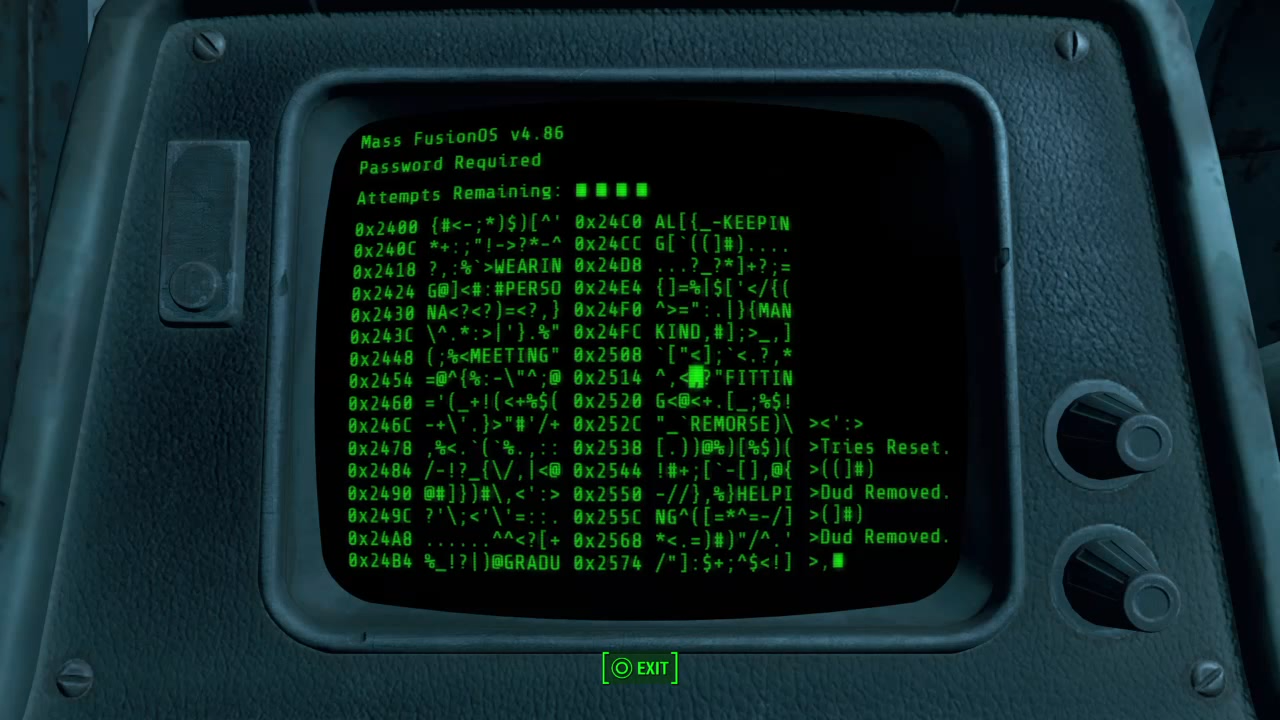 Mass FusionOS v4.86
Password Required
Attempts Remaining: ■ ■ ■ ■
0x2400 {#<-;*)$)[^' 0x24C0 AL[{_-KEEPIN
0x240C *+:;"!->?*-^ 0x24CC G[`((]#)....
0x2418 ?,:%`>WEARIN 0x24D8 ...?_?*]+?;=
0x2424 G@]<#:#PERSO 0x24E4 {]=%|$['</{(
0x2430 NA<?<?)=<?,} 0x24F0 ^>=":.|}{MAN
0x243C \^.*:>|'}.%" 0x24FC KIND,#];>_,]
0x2448 (;%<MEETING" 0x2508 `["<];`<.?,*
0x2454 =@^{%:-\"^;@ 0x2514 ^,<,?"FITTIN
0x2460 ='(_+!(<+%$( 0x2520 G<@<+.[_;%$!
0x246C -+\'.}>"#'/+ 0x252C "_`REMORSE)\ ><':>
0x2478 ,%<.`(`%.,:: 0x2538 [.))@%)[%$)( >Tries Reset.
0x2484 /-!?_{\/,|<@ 0x2544 !#+;[`-[],@{ >((]#)
0x2490 @#]}})#\,<':> 0x2550 -//},%}HELPI >Dud Removed.
0x249C ?'\;<'\'=::. 0x255C NG^([=*^=-/] >(]#)
0x24A8 ......^^<?[+ 0x2568 *<.=)#)"/^.' >Dud Removed.
0x24B4 %_!?|)@GRADU 0x2574 /"]:$+;^$<!] >,■
EXIT